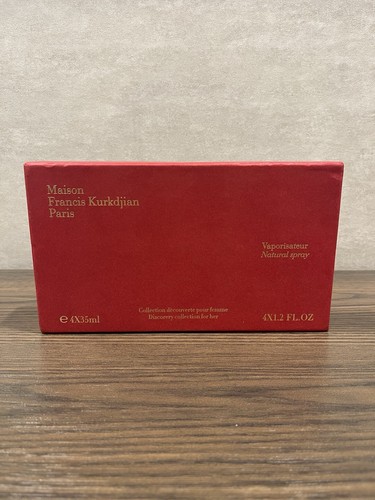 Maison
Francis Kurkdjian
Paris
Vaporisateur
Natural spray
Collection découverte pour femme
Discovery collection for her
℮ 4X35ml
4X1.2 FL.OZ